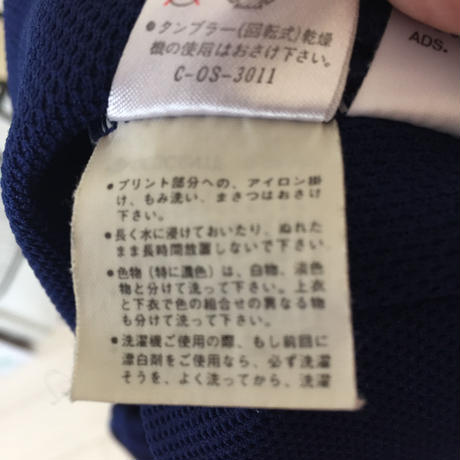 ●タンブラー(回転式)乾燥
機の使用はおさけ下さい。
C-OS-3011
ADS.
●プリント部分への、アイロン掛
け、もみ洗い、まさつはおさけ
下さい。
●長く水に浸けておいたり、ぬれた
まま長時間放置しないで下さい
●色物(特に濃色)は、白物、淡色
物と分けて洗って下さい。上衣
と下衣で色の組合せの異なる物
も分けて洗って下さい。
●洗濯機ご使用の際、もし前回に
漂白剤をご使用なら、必ず洗濯
そうを、よく洗ってから、洗濯